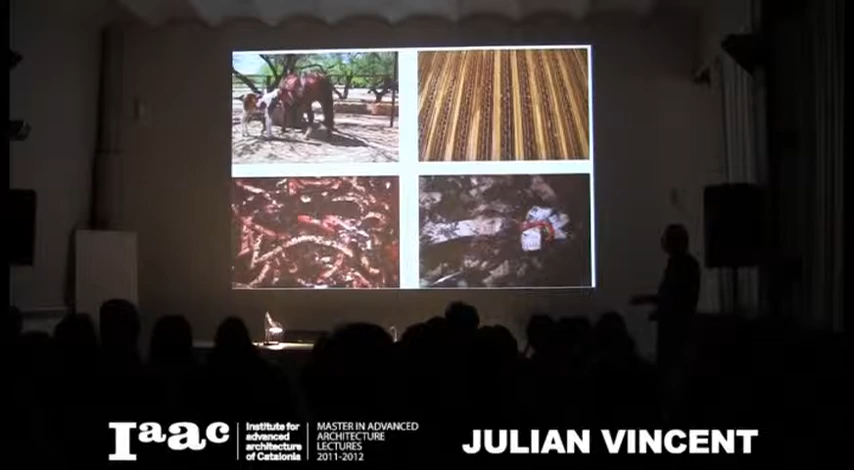 Iaac
Institute for
advanced
architecture
of Catalonia
MASTER IN ADVANCED
ARCHITECTURE
LECTURES
2011-2012
JULIAN VINCENT